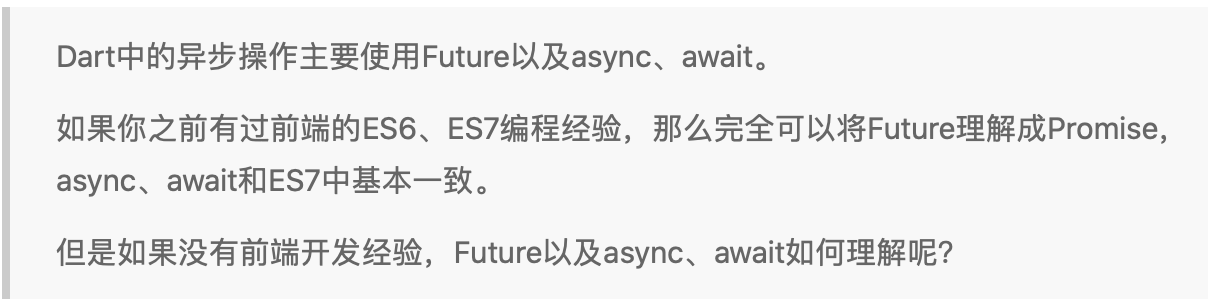 Dart中的异步操作主要使用Future以及async、await。
如果你之前有过前端的ES6、ES7编程经验，那么完全可以将Future理解成Promise，
async、await和ES7中基本一致。
但是如果没有前端开发经验，Future以及async、await如何理解呢？